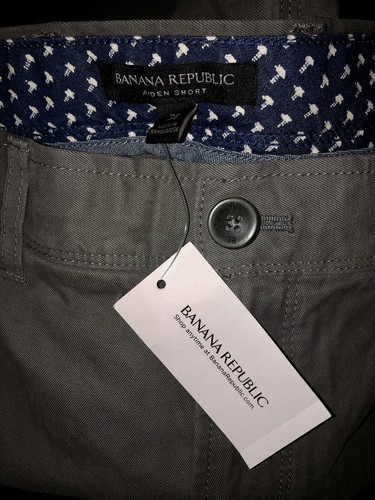 BANANA REPUBLIC
AIDEN SHORT
BANANA REPUBLIC
Shop anytime at BananaRepublic.com.